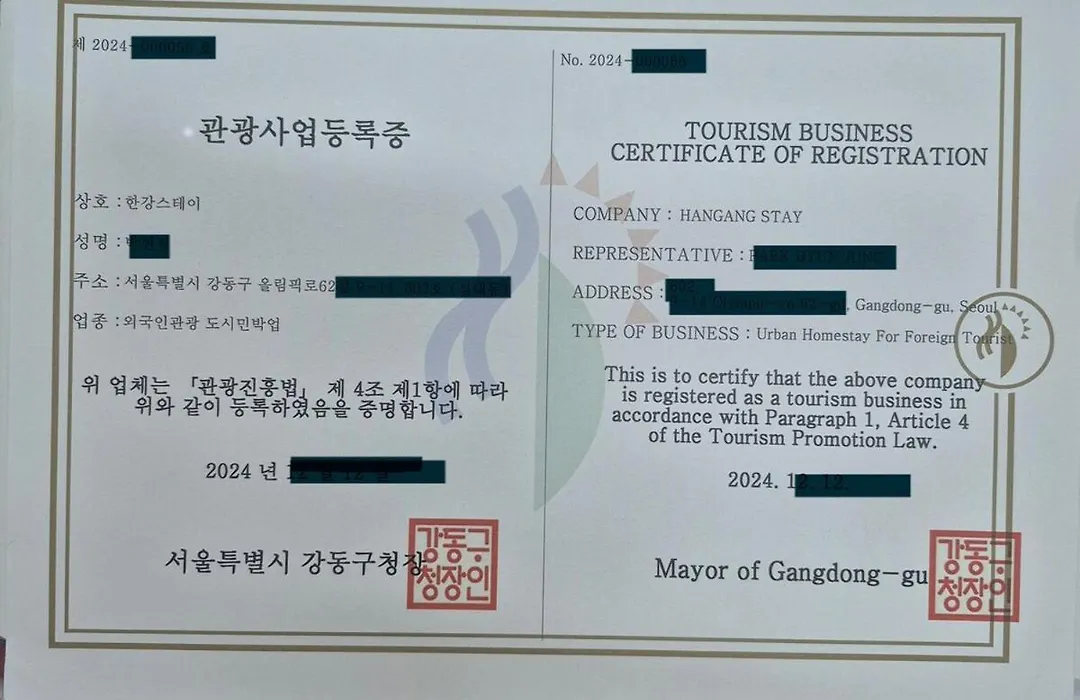 제 2024-
관광사업등록증
상호 : 한강스테이
성명 :
주소 : 서울특별시 강동구 올림픽로62
업종 : 외국인관광 도시민박업
위 업체는 「관광진흥법」 제 4조 제1항에 따라
위와 같이 등록하였음을 증명합니다.
2024 년
서울특별시 강동구청장
강동구
청장인
No. 2024-
TOURISM BUSINESS
CERTIFICATE OF REGISTRATION
COMPANY : HANGANG STAY
REPRESENTATIVE :
ADDRESS :
, Gangdong-gu, Seoul
TYPE OF BUSINESS : Urban Homestay For Foreign Tourist
This is to certify that the above company
is registered as a tourism business in
accordance with Paragraph 1, Article 4
of the Tourism Promotion Law.
2024.
Mayor of Gangdong-gu
강동구
청장인